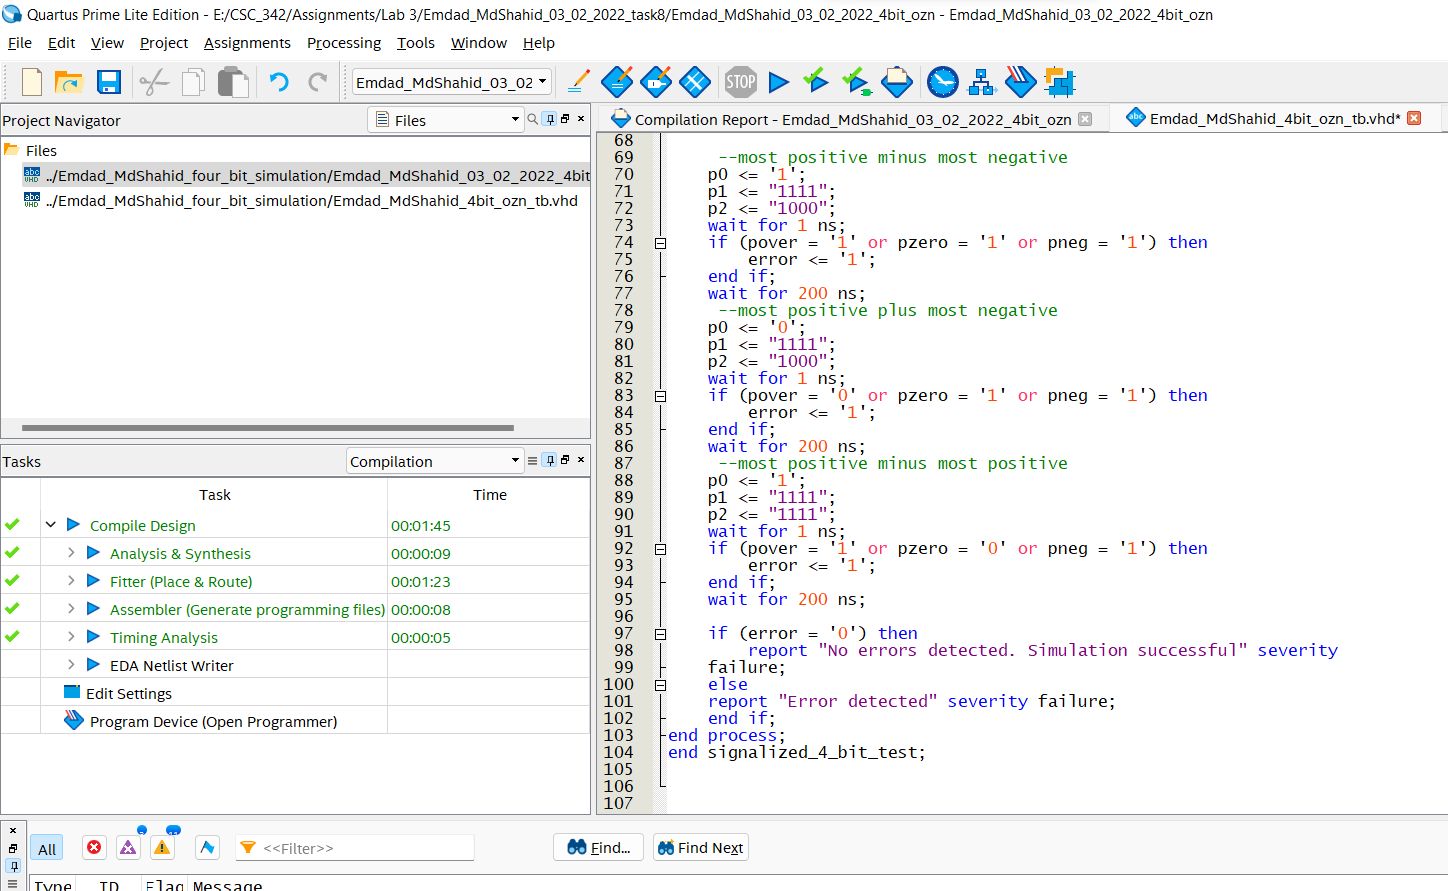 Quartus Prime Lite Edition - E:/CSC_342/Assignments/Lab 3/Emdad_MdShahid_03_02_2022_task8/Emdad_MdShahid_03_02_2022_4bit_ozn - Emdad_MdShahid_03_02_2022_4bit_ozn
File Edit View Project Assignments Processing Tools Window Help
Emdad_MdShahid_03_02
STOP
Project Navigator
Files
Files
../Emdad_MdShahid_four_bit_simulation/Emdad_MdShahid_03_02_2022_4bit
../Emdad_MdShahid_four_bit_simulation/Emdad_MdShahid_4bit_ozn_tb.vhd
Tasks
Compilation
Task Time
Compile Design 00:01:45
Analysis & Synthesis 00:00:09
Fitter (Place & Route) 00:01:23
Assembler (Generate programming files) 00:00:08
Timing Analysis 00:00:05
EDA Netlist Writer
Edit Settings
Program Device (Open Programmer)
Compilation Report - Emdad_MdShahid_03_02_2022_4bit_ozn
Emdad_MdShahid_4bit_ozn_tb.vhd*
68
69 --most positive minus most negative
70 p0 <= '1';
71 p1 <= "1111";
72 p2 <= "1000";
73 wait for 1 ns;
74 if (pover = '1' or pzero = '1' or pneg = '1') then
75 error <= '1';
76 end if;
77 wait for 200 ns;
78 --most positive plus most negative
79 p0 <= '0';
80 p1 <= "1111";
81 p2 <= "1000";
82 wait for 1 ns;
83 if (pover = '0' or pzero = '1' or pneg = '1') then
84 error <= '1';
85 end if;
86 wait for 200 ns;
87 --most positive minus most positive
88 p0 <= '1';
89 p1 <= "1111";
90 p2 <= "1111";
91 wait for 1 ns;
92 if (pover = '1' or pzero = '0' or pneg = '1') then
93 error <= '1';
94 end if;
95 wait for 200 ns;
96
97 if (error = '0') then
98 report "No errors detected. Simulation successful" severity
99 failure;
100 else
101 report "Error detected" severity failure;
102 end if;
103 end process;
104 end signalized_4_bit_test;
105
106
107
All
<<Filter>>
Find...
Find Next
Type ID Flag Message